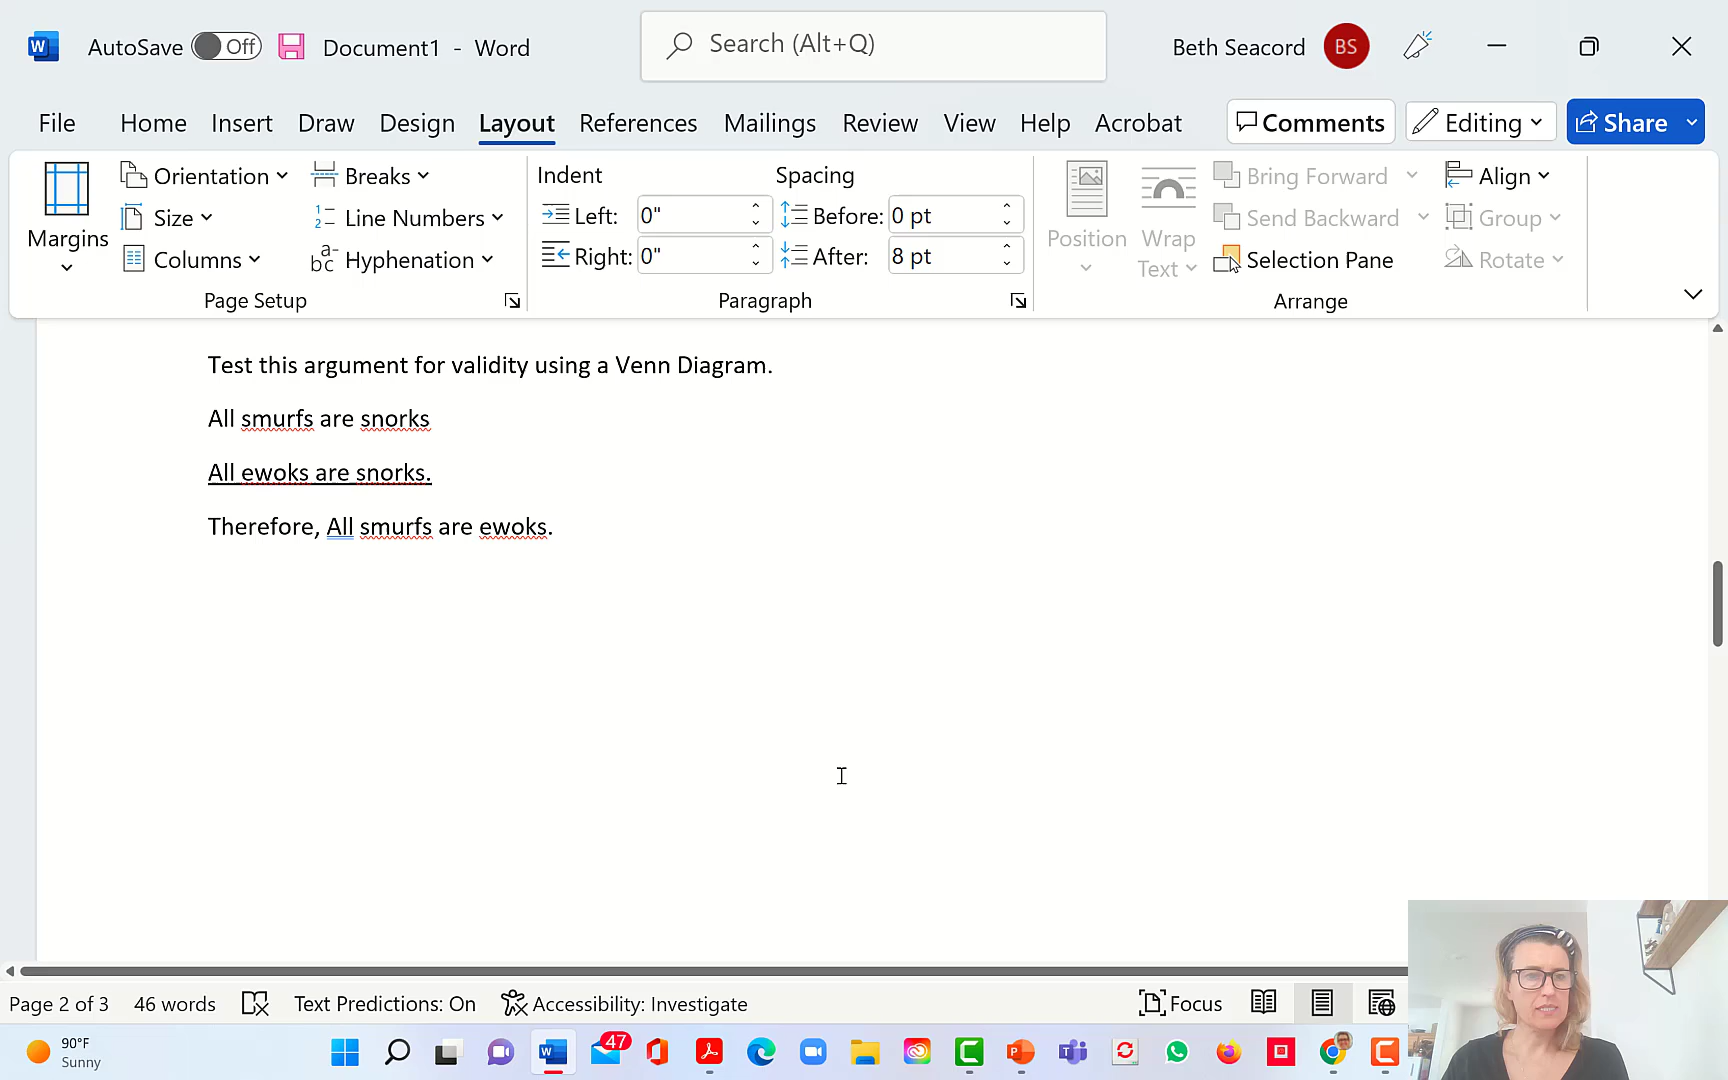 AutoSave Off Document1 - Word Search (Alt+Q) Beth Seacord BS
File Home Insert Draw Design Layout References Mailings Review View Help Acrobat Comments Editing Share
Margins
Orientation
Size
Columns
Breaks
Line Numbers
Hyphenation
Page Setup
Indent
Left: 0"
Right: 0"
Spacing
Before: 0 pt
After: 8 pt
Paragraph
Position
Wrap
Text
Bring Forward
Send Backward
Selection Pane
Align
Group
Rotate
Arrange
Test this argument for validity using a Venn Diagram.
All smurfs are snorks
All ewoks are snorks.
Therefore, All smurfs are ewoks.
Page 2 of 3 46 words Text Predictions: On Accessibility: Investigate Focus
90°F
Sunny
47